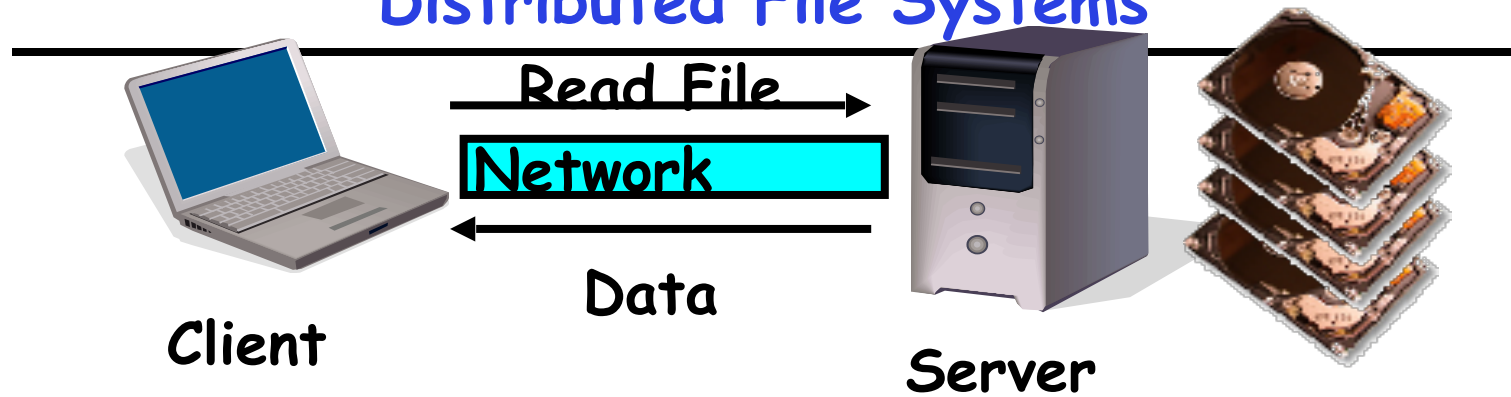 Distributed File Systems
Read File
Network
Data
Client
Server